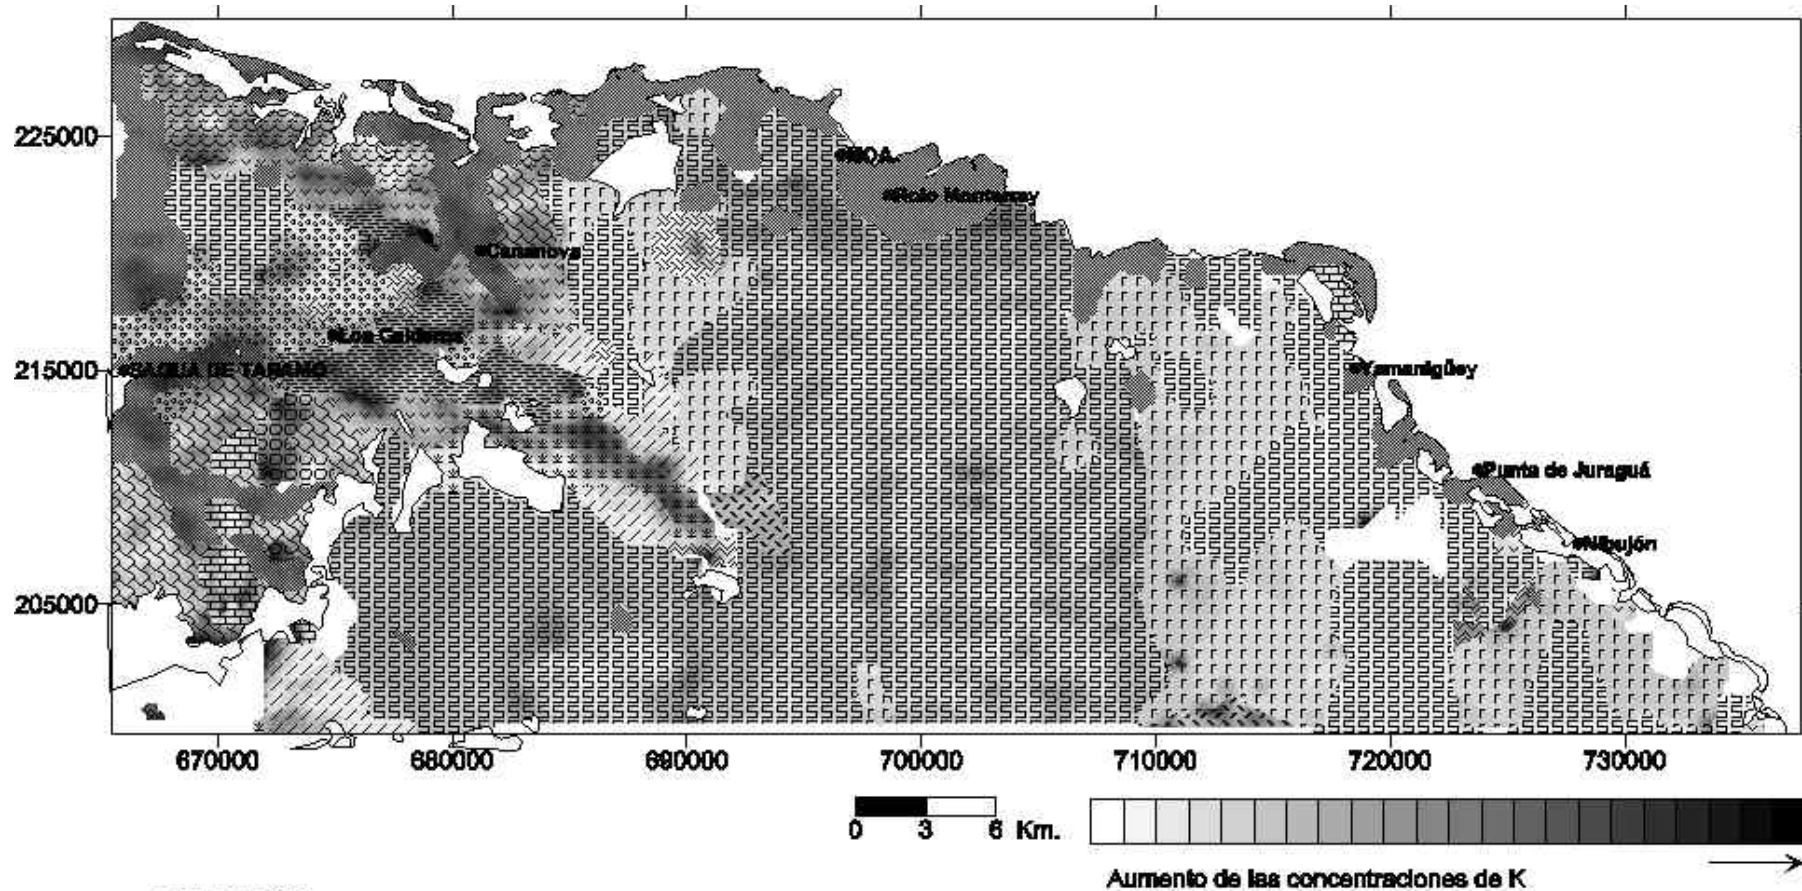 225000
MOA.
Rolo Monterrey
Cananova
Los Calderos
215000
SAGUA DE TANAMO
Yamanigüey
Punta de Juraguá
Nibujón
205000
670000 680000 690000 700000 710000 720000 730000
0 3 6 Km.
Aumento de las concentraciones de K